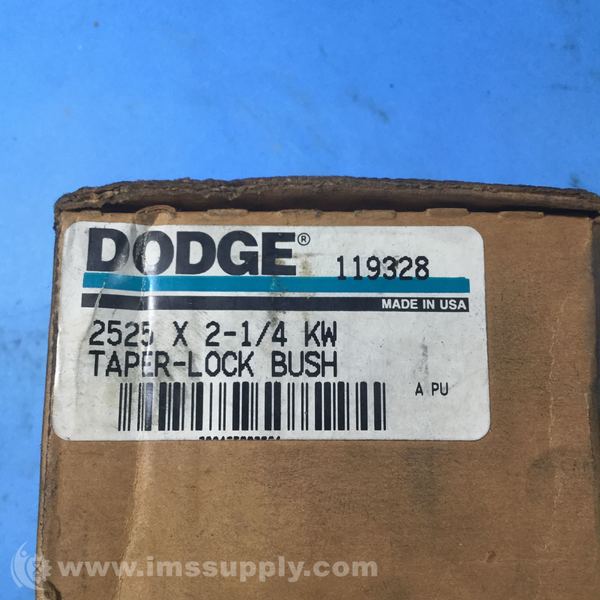 DODGE® 119328
MADE IN USA
2525 X 2-1/4 KW
TAPER-LOCK BUSH
A PU
www.imssupply.com